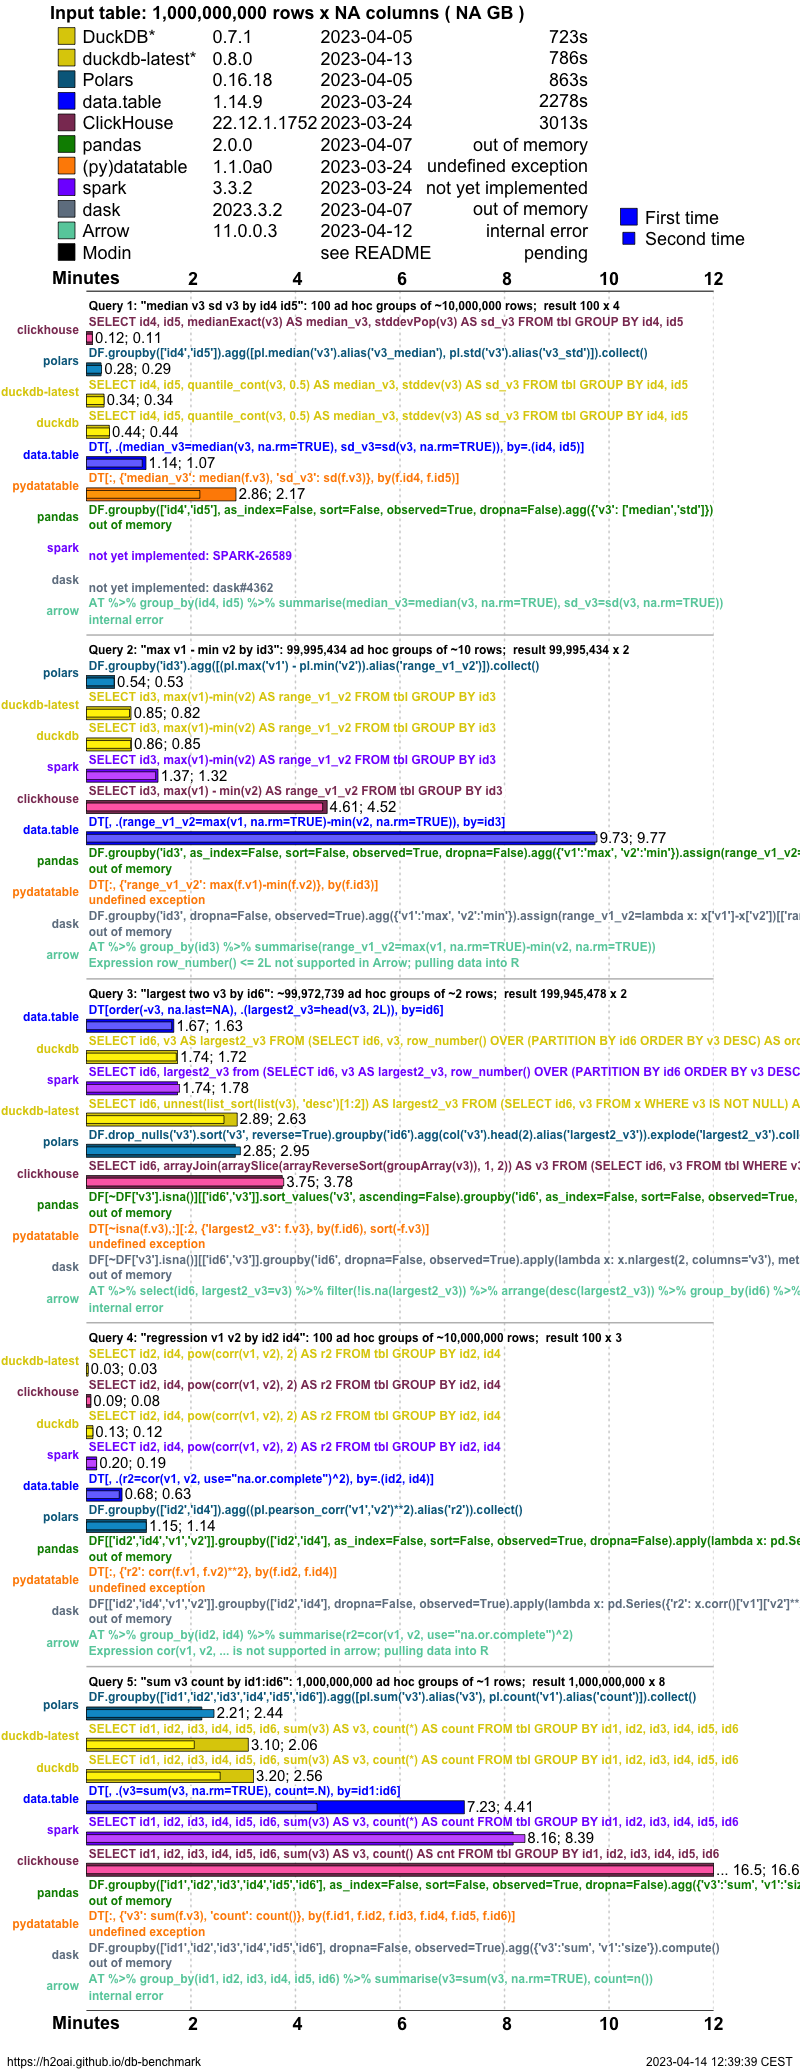 Input table: 1,000,000,000 rows x NA columns ( NA GB )
DuckDB* 0.7.1 2023-04-05 723s
duckdb-latest* 0.8.0 2023-04-13 786s
Polars 0.16.18 2023-04-05 863s
data.table 1.14.9 2023-03-24 2278s
ClickHouse 22.12.1.1752 2023-03-24 3013s
pandas 2.0.0 2023-04-07 out of memory
(py)datatable 1.1.0a0 2023-03-24 undefined exception
spark 3.3.2 2023-03-24 not yet implemented
dask 2023.3.2 2023-04-07 out of memory
Arrow 11.0.0.3 2023-04-12 internal error
Modin see README pending
First time
Second time
Minutes 2 4 6 8 10 12
Query 1: "median v3 sd v3 by id4 id5": 100 ad hoc groups of ~10,000,000 rows; result 100 x 4
clickhouse SELECT id4, id5, medianExact(v3) AS median_v3, stddevPop(v3) AS sd_v3 FROM tbl GROUP BY id4, id5
0.12; 0.11
polars DF.groupby(['id4','id5']).agg([pl.median('v3').alias('v3_median'), pl.std('v3').alias('v3_std')]).collect()
0.28; 0.29
duckdb-latest SELECT id4, id5, quantile_cont(v3, 0.5) AS median_v3, stddev(v3) AS sd_v3 FROM tbl GROUP BY id4, id5
0.34; 0.34
duckdb SELECT id4, id5, quantile_cont(v3, 0.5) AS median_v3, stddev(v3) AS sd_v3 FROM tbl GROUP BY id4, id5
0.44; 0.44
data.table DT[, .(median_v3=median(v3, na.rm=TRUE), sd_v3=sd(v3, na.rm=TRUE)), by=.(id4, id5)]
1.14; 1.07
pydatatable DT[:, {'median_v3': median(f.v3), 'sd_v3': sd(f.v3)}, by(f.id4, f.id5)]
2.86; 2.17
pandas DF.groupby(['id4','id5'], as_index=False, sort=False, observed=True, dropna=False).agg({'v3': ['median','std']})
out of memory
spark not yet implemented: SPARK-26589
dask not yet implemented: dask#4362
arrow AT %>% group_by(id4, id5) %>% summarise(median_v3=median(v3, na.rm=TRUE), sd_v3=sd(v3, na.rm=TRUE))
internal error
Query 2: "max v1 - min v2 by id3": 99,995,434 ad hoc groups of ~10 rows; result 99,995,434 x 2
polars DF.groupby('id3').agg([(pl.max('v1') - pl.min('v2')).alias('range_v1_v2')]).collect()
0.54; 0.53
duckdb-latest SELECT id3, max(v1)-min(v2) AS range_v1_v2 FROM tbl GROUP BY id3
0.85; 0.82
duckdb SELECT id3, max(v1)-min(v2) AS range_v1_v2 FROM tbl GROUP BY id3
0.86; 0.85
spark SELECT id3, max(v1)-min(v2) AS range_v1_v2 FROM tbl GROUP BY id3
1.37; 1.32
clickhouse SELECT id3, max(v1) - min(v2) AS range_v1_v2 FROM tbl GROUP BY id3
4.61; 4.52
data.table DT[, .(range_v1_v2=max(v1, na.rm=TRUE)-min(v2, na.rm=TRUE)), by=id3]
9.73; 9.77
pandas DF.groupby('id3', as_index=False, sort=False, observed=True, dropna=False).agg({'v1':'max', 'v2':'min'}).assign(range_v1_v2=
out of memory
pydatatable DT[:, {'range_v1_v2': max(f.v1)-min(f.v2)}, by(f.id3)]
undefined exception
dask DF.groupby('id3', dropna=False, observed=True).agg({'v1':'max', 'v2':'min'}).assign(range_v1_v2=lambda x: x['v1']-x['v2'])[['ra
out of memory
arrow AT %>% group_by(id3) %>% summarise(range_v1_v2=max(v1, na.rm=TRUE)-min(v2, na.rm=TRUE))
Expression row_number() <= 2L not supported in Arrow; pulling data into R
Query 3: "largest two v3 by id6": ~99,972,739 ad hoc groups of ~2 rows; result 199,945,478 x 2
data.table DT[order(-v3, na.last=NA), .(largest2_v3=head(v3, 2L)), by=id6]
1.67; 1.63
duckdb SELECT id6, v3 AS largest2_v3 FROM (SELECT id6, v3, row_number() OVER (PARTITION BY id6 ORDER BY v3 DESC) AS ord
1.74; 1.72
spark SELECT id6, largest2_v3 from (SELECT id6, v3 AS largest2_v3, row_number() OVER (PARTITION BY id6 ORDER BY v3 DESC
1.74; 1.78
duckdb-latest SELECT id6, unnest(list_sort(list(v3), 'desc')[1:2]) AS largest2_v3 FROM (SELECT id6, v3 FROM x WHERE v3 IS NOT NULL) A
2.89; 2.63
polars DF.drop_nulls('v3').sort('v3', reverse=True).groupby('id6').agg(col('v3').head(2).alias('largest2_v3')).explode('largest2_v3').coll
2.85; 2.95
clickhouse SELECT id6, arrayJoin(arraySlice(arrayReverseSort(groupArray(v3)), 1, 2)) AS v3 FROM (SELECT id6, v3 FROM tbl WHERE v3
3.75; 3.78
pandas DF[~DF['v3'].isna()][['id6','v3']].sort_values('v3', ascending=False).groupby('id6', as_index=False, sort=False, observed=True,
out of memory
pydatatable DT[~isna(f.v3),:][:2, {'largest2_v3': f.v3}, by(f.id6), sort(-f.v3)]
undefined exception
dask DF[~DF['v3'].isna()][['id6','v3']].groupby('id6', dropna=False, observed=True).apply(lambda x: x.nlargest(2, columns='v3'), met
out of memory
arrow AT %>% select(id6, largest2_v3=v3) %>% filter(!is.na(largest2_v3)) %>% arrange(desc(largest2_v3)) %>% group_by(id6) %>%
internal error
Query 4: "regression v1 v2 by id2 id4": 100 ad hoc groups of ~10,000,000 rows; result 100 x 3
duckdb-latest SELECT id2, id4, pow(corr(v1, v2), 2) AS r2 FROM tbl GROUP BY id2, id4
0.03; 0.03
clickhouse SELECT id2, id4, pow(corr(v1, v2), 2) AS r2 FROM tbl GROUP BY id2, id4
0.09; 0.08
duckdb SELECT id2, id4, pow(corr(v1, v2), 2) AS r2 FROM tbl GROUP BY id2, id4
0.13; 0.12
spark SELECT id2, id4, pow(corr(v1, v2), 2) AS r2 FROM tbl GROUP BY id2, id4
0.20; 0.19
data.table DT[, .(r2=cor(v1, v2, use="na.or.complete")^2), by=.(id2, id4)]
0.68; 0.63
polars DF.groupby(['id2','id4']).agg((pl.pearson_corr('v1','v2')**2).alias('r2')).collect()
1.15; 1.14
pandas DF[['id2','id4','v1','v2']].groupby(['id2','id4'], as_index=False, sort=False, observed=True, dropna=False).apply(lambda x: pd.Se
out of memory
pydatatable DT[:, {'r2': corr(f.v1, f.v2)**2}, by(f.id2, f.id4)]
undefined exception
dask DF[['id2','id4','v1','v2']].groupby(['id2','id4'], dropna=False, observed=True).apply(lambda x: pd.Series({'r2': x.corr()['v1']['v2']**
out of memory
arrow AT %>% group_by(id2, id4) %>% summarise(r2=cor(v1, v2, use="na.or.complete")^2)
Expression cor(v1, v2, ... is not supported in arrow; pulling data into R
Query 5: "sum v3 count by id1:id6": 1,000,000,000 ad hoc groups of ~1 rows; result 1,000,000,000 x 8
polars DF.groupby(['id1','id2','id3','id4','id5','id6']).agg([pl.sum('v3').alias('v3'), pl.count('v1').alias('count')]).collect()
2.21; 2.44
duckdb-latest SELECT id1, id2, id3, id4, id5, id6, sum(v3) AS v3, count(*) AS count FROM tbl GROUP BY id1, id2, id3, id4, id5, id6
3.10; 2.06
duckdb SELECT id1, id2, id3, id4, id5, id6, sum(v3) AS v3, count(*) AS count FROM tbl GROUP BY id1, id2, id3, id4, id5, id6
3.20; 2.56
data.table DT[, .(v3=sum(v3, na.rm=TRUE), count=.N), by=id1:id6]
7.23; 4.41
spark SELECT id1, id2, id3, id4, id5, id6, sum(v3) AS v3, count(*) AS count FROM tbl GROUP BY id1, id2, id3, id4, id5, id6
8.16; 8.39
clickhouse SELECT id1, id2, id3, id4, id5, id6, sum(v3) AS v3, count() AS cnt FROM tbl GROUP BY id1, id2, id3, id4, id5, id6
... 16.5; 16.6
pandas DF.groupby(['id1','id2','id3','id4','id5','id6'], as_index=False, sort=False, observed=True, dropna=False).agg({'v3':'sum', 'v1':'siz
out of memory
pydatatable DT[:, {'v3': sum(f.v3), 'count': count()}, by(f.id1, f.id2, f.id3, f.id4, f.id5, f.id6)]
undefined exception
dask DF.groupby(['id1','id2','id3','id4','id5','id6'], dropna=False, observed=True).agg({'v3':'sum', 'v1':'size'}).compute()
out of memory
arrow AT %>% group_by(id1, id2, id3, id4, id5, id6) %>% summarise(v3=sum(v3, na.rm=TRUE), count=n())
internal error
Minutes 2 4 6 8 10 12
https://h2oai.github.io/db-benchmark 2023-04-14 12:39:39 CEST